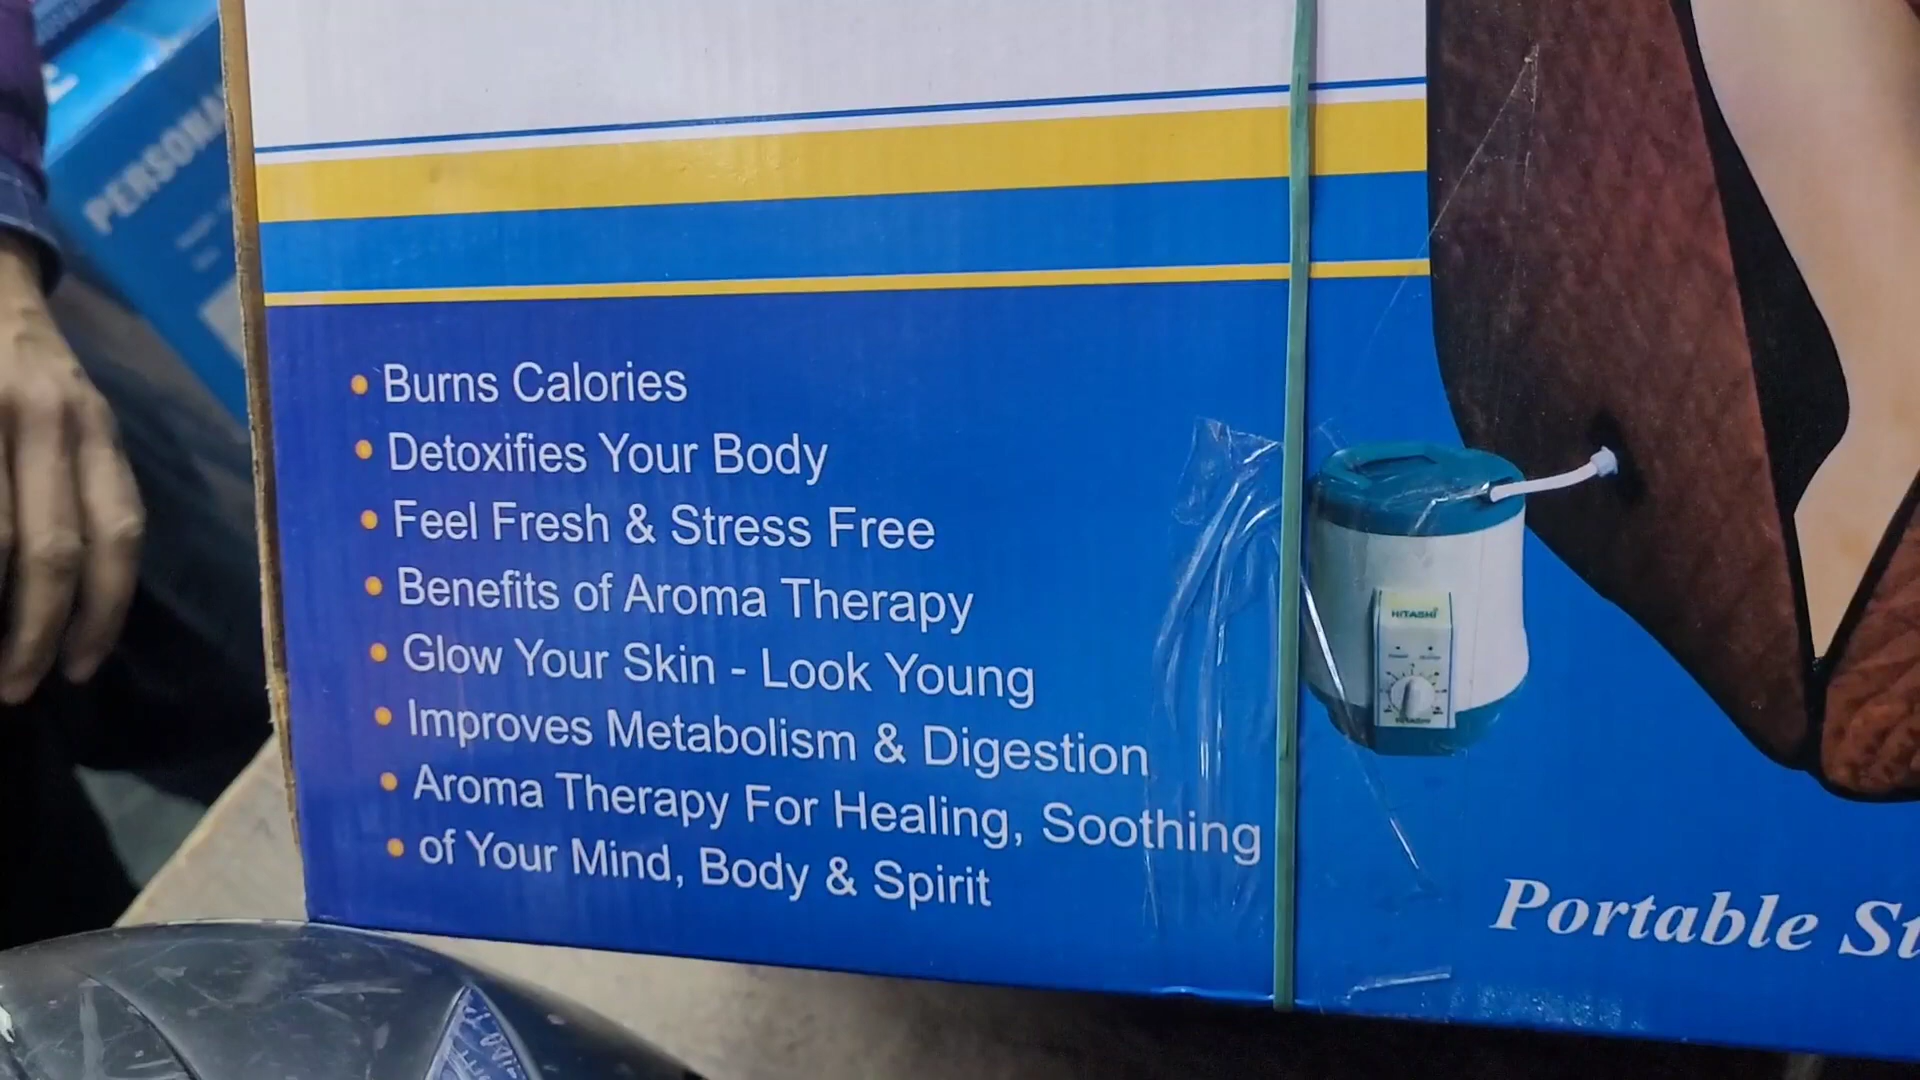 PERSONA
• Burns Calories
• Detoxifies Your Body
• Feel Fresh & Stress Free
• Benefits of Aroma Therapy
• Glow Your Skin - Look Young
• Improves Metabolism & Digestion
• Aroma Therapy For Healing, Soothing
• of Your Mind, Body & Spirit
HITASHI
Portable St